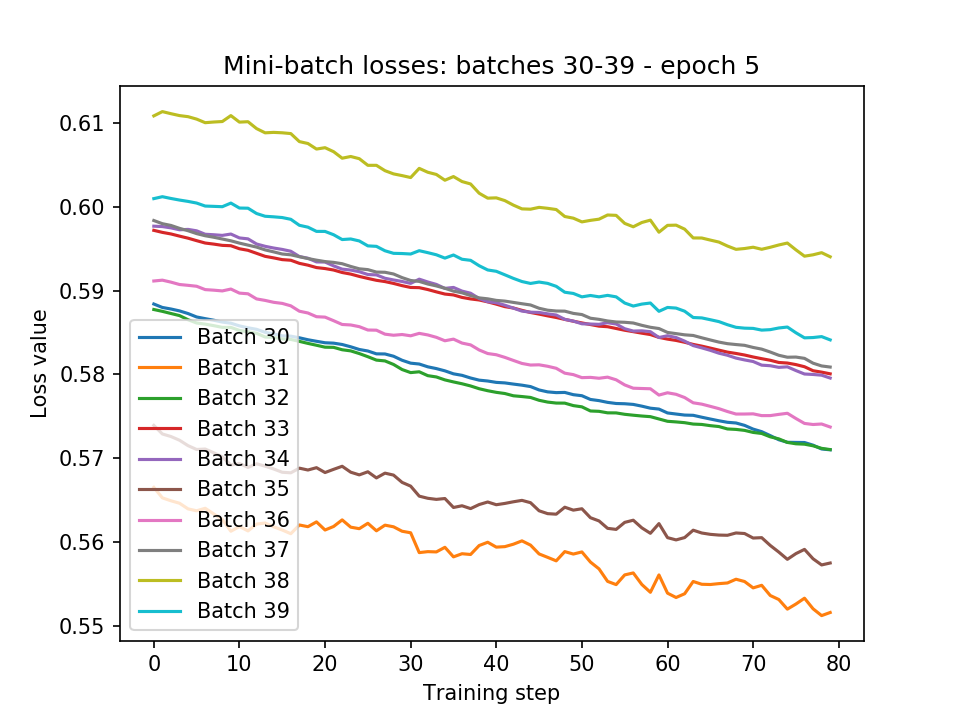 Mini-batch losses: batches 30-39 - epoch 5
0.61
0.60
0.59
0.58
0.57
0.56
0.55
Loss value
Batch 30
Batch 31
Batch 32
Batch 33
Batch 34
Batch 35
Batch 36
Batch 37
Batch 38
Batch 39
0 10 20 30 40 50 60 70 80
Training step